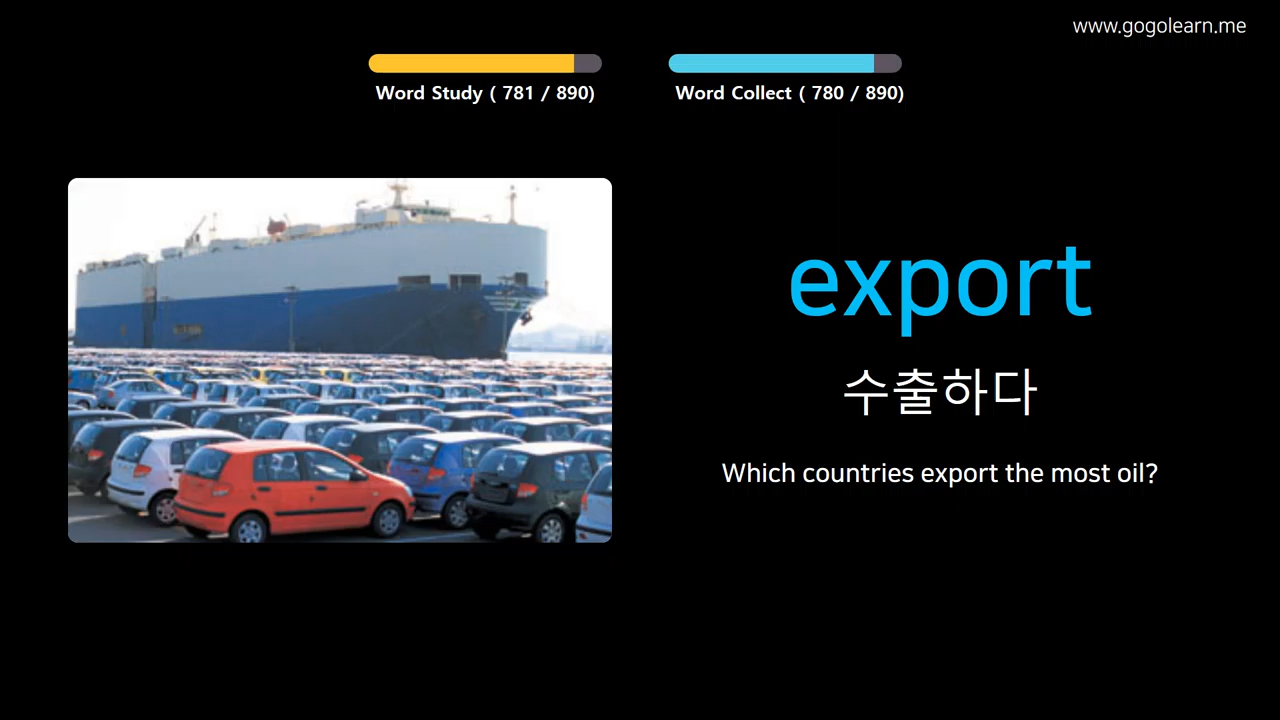 www.gogolearn.me
Word Study ( 781 / 890)
Word Collect ( 780 / 890)
export
수출하다
Which countries export the most oil?